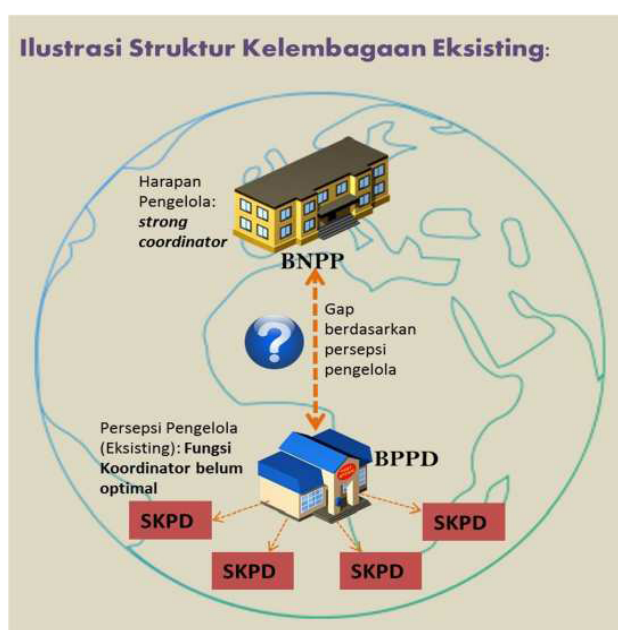 Ilustrasi Struktur Kelembagaan Eksisting:
Harapan
Pengelola:
strong
coordinator
BNPP
Gap
berdasarkan
persepsi
pengelola
?
Persepsi Pengelola
(Eksisting): Fungsi
Koordinator belum
optimal
BPPD
SKPD
SKPD
SKPD
SKPD